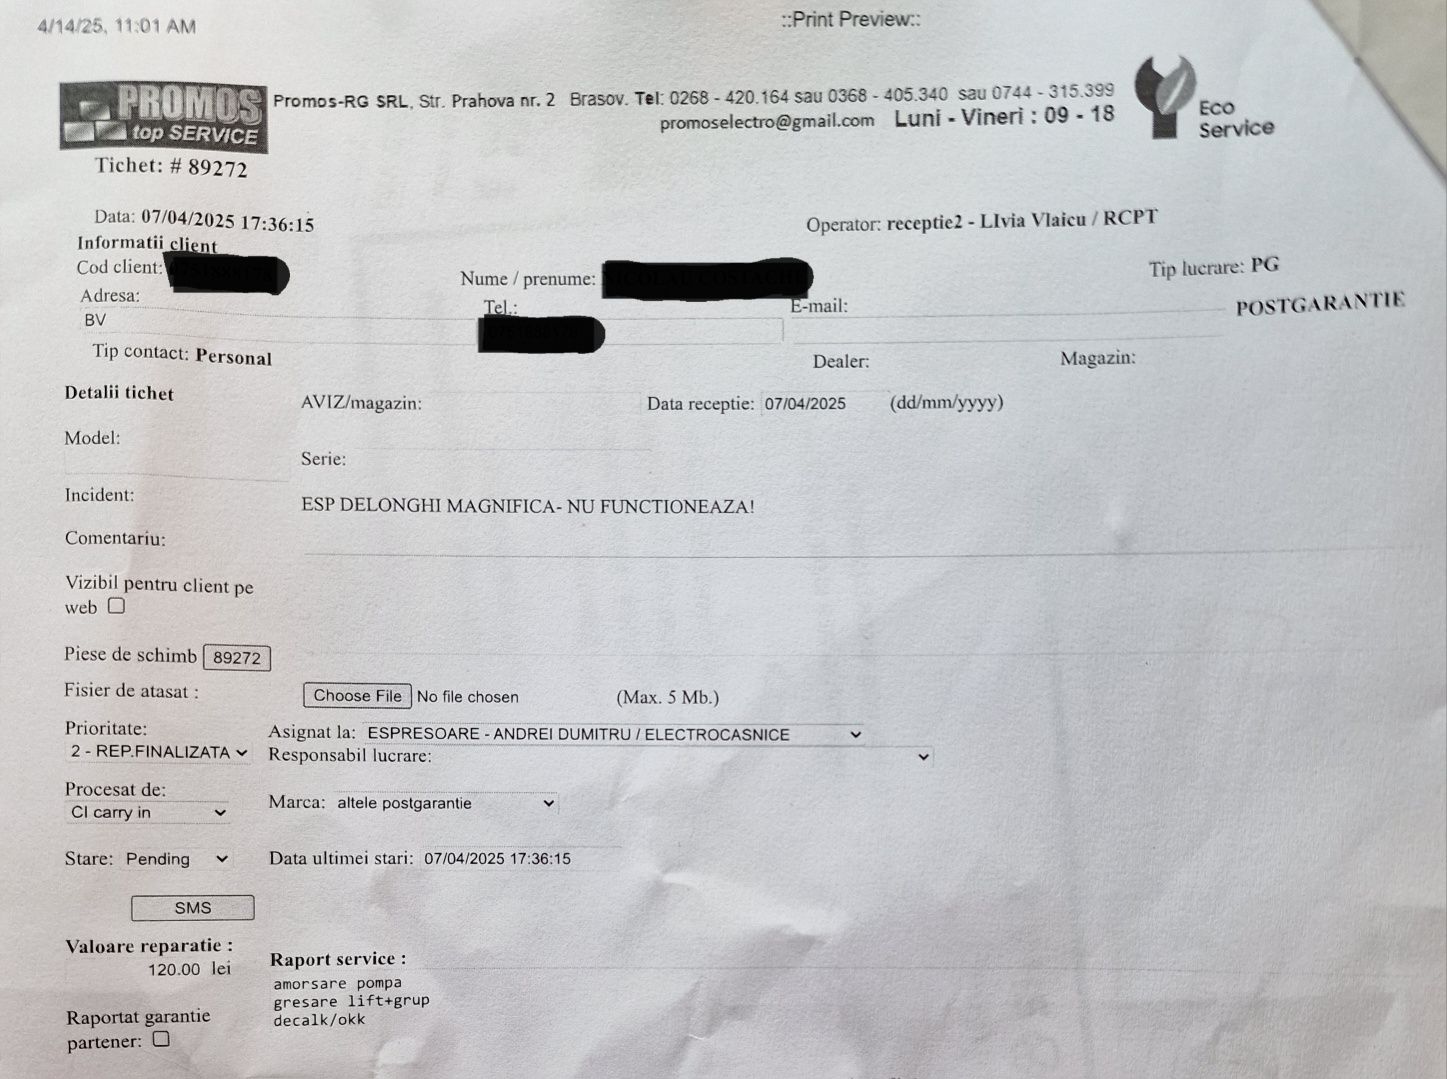 4/14/25, 11:01 AM ::Print Preview::
PROMOS
top SERVICE
Promos-RG SRL, Str. Prahova nr. 2 Brasov. Tel: 0268 - 420.164 sau 0368 - 405.340 sau 0744 - 315.399
promoselectro@gmail.com Luni - Vineri : 09 - 18
Eco
Service
Tichet: # 89272
Data: 07/04/2025 17:36:15 Operator: receptie2 - LIvia Vlaicu / RCPT
Informatii client
Cod client: Nume / prenume: Tip lucrare: PG
Adresa: Tel.: E-mail: POSTGARANTIE
BV
Tip contact: Personal Dealer: Magazin:
Detalii tichet AVIZ/magazin: Data receptie: 07/04/2025 (dd/mm/yyyy)
Model:
Serie:
Incident: ESP DELONGHI MAGNIFICA- NU FUNCTIONEAZA!
Comentariu:
Vizibil pentru client pe
web
Piese de schimb 89272
Fisier de atasat : Choose File No file chosen (Max. 5 Mb.)
Prioritate: Asignat la: ESPRESOARE - ANDREI DUMITRU / ELECTROCASNICE
2 - REP.FINALIZATA Responsabil lucrare:
Procesat de:
CI carry in Marca: altele postgarantie
Stare: Pending Data ultimei stari: 07/04/2025 17:36:15
SMS
Valoare reparatie : Raport service :
120.00 lei amorsare pompa
gresare lift+grup
Raportat garantie decalk/okk
partener: